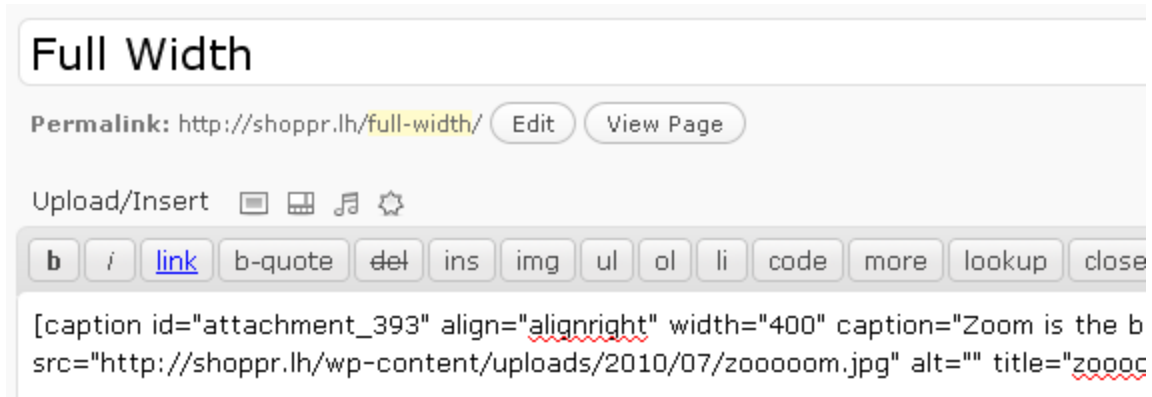 Full Width
Permalink: http://shoppr.lh/full-width/ Edit View Page
Upload/Insert
b i link b-quote del ins img ul ol li code more lookup close
[caption id="attachment_393" align="alignright" width="400" caption="Zoom is the b
src="http://shoppr.lh/wp-content/uploads/2010/07/zooooom.jpg" alt="" title="zoooo